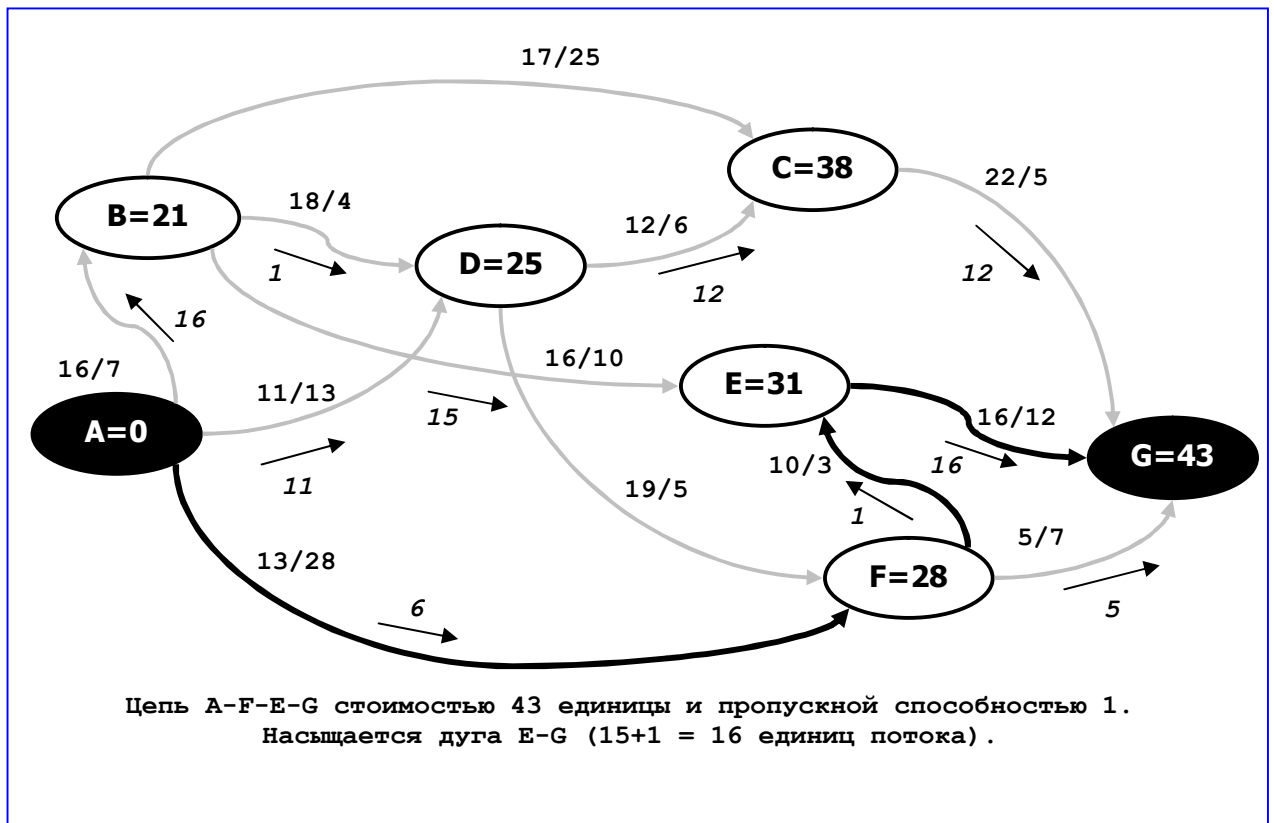 17/25
C=38
22/5
B=21
18/4
12/6
D=25
1
12
12
16
16/10
E=31
16/7
11/13
15
16/12
A=0
G=43
10/3
16
11
19/5
1
13/28
5/7
F=28
6
5
Цепь A-F-E-G стоимостью 43 единицы и пропускной способностью 1.
Насыщается дуга E-G (15+1 = 16 единиц потока).